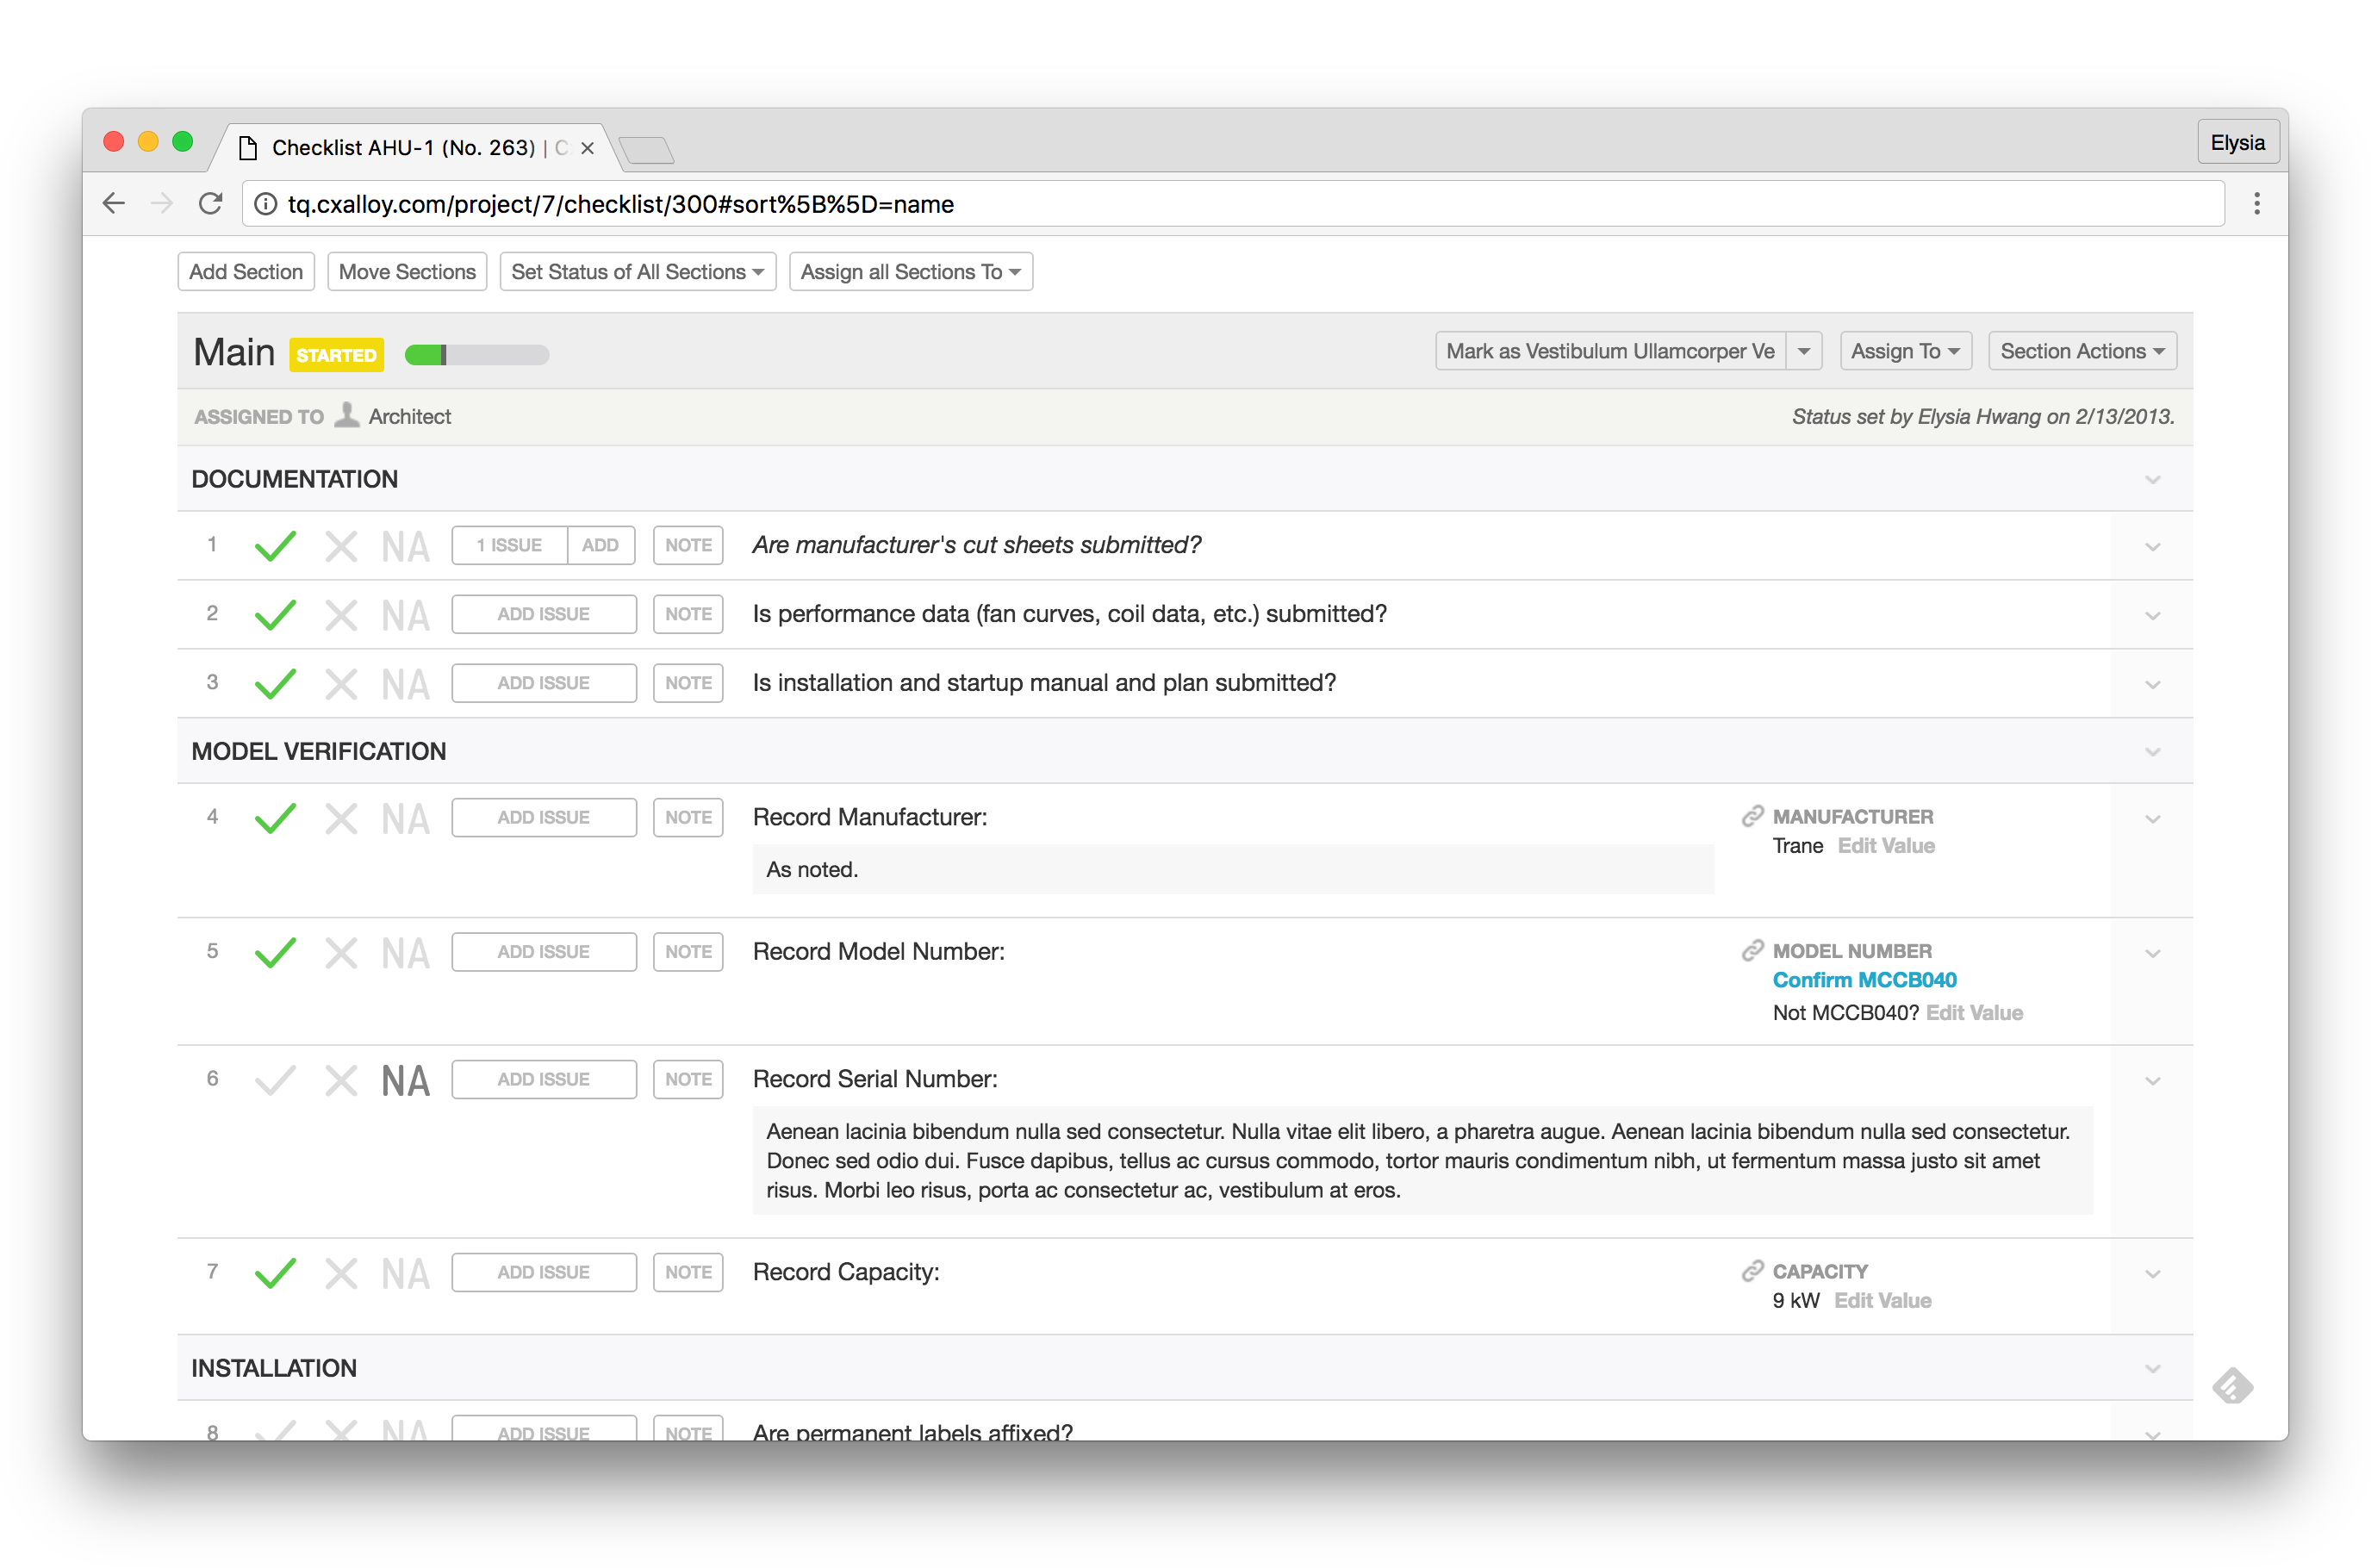 Checklist AHU-1 (No. 263) | C
Elysia
tq.cxalloy.com/project/7/checklist/300#sort%5B%5D=name
Add Section Move Sections Set Status of All Sections Assign all Sections To
Main STARTED Mark as Vestibulum Ullamcorper Ve Assign To Section Actions
ASSIGNED TO Architect Status set by Elysia Hwang on 2/13/2013.
DOCUMENTATION
1 NA 1 ISSUE ADD NOTE Are manufacturer's cut sheets submitted?
2 NA ADD ISSUE NOTE Is performance data (fan curves, coil data, etc.) submitted?
3 NA ADD ISSUE NOTE Is installation and startup manual and plan submitted?
MODEL VERIFICATION
4 NA ADD ISSUE NOTE Record Manufacturer: MANUFACTURER
Trane Edit Value
As noted.
5 NA ADD ISSUE NOTE Record Model Number: MODEL NUMBER
Confirm MCCB040
Not MCCB040? Edit Value
6 NA ADD ISSUE NOTE Record Serial Number:
Aenean lacinia bibendum nulla sed consectetur. Nulla vitae elit libero, a pharetra augue. Aenean lacinia bibendum nulla sed consectetur.
Donec sed odio dui. Fusce dapibus, tellus ac cursus commodo, tortor mauris condimentum nibh, ut fermentum massa justo sit amet
risus. Morbi leo risus, porta ac consectetur ac, vestibulum at eros.
7 NA ADD ISSUE NOTE Record Capacity: CAPACITY
9 kW Edit Value
INSTALLATION
8 NA ADD ISSUE NOTE Are permanent labels affixed?